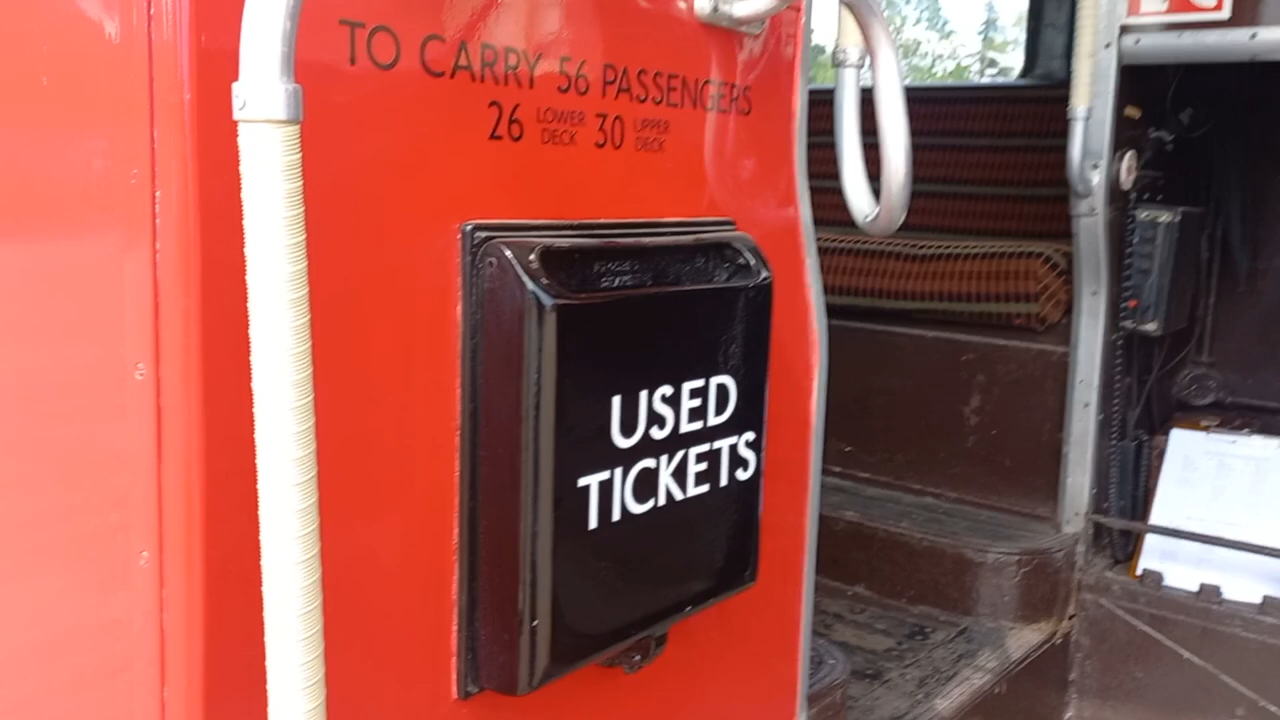 TO CARRY 56 PASSENGERS
26 LOWER DECK 30 UPPER DECK
USED
TICKETS